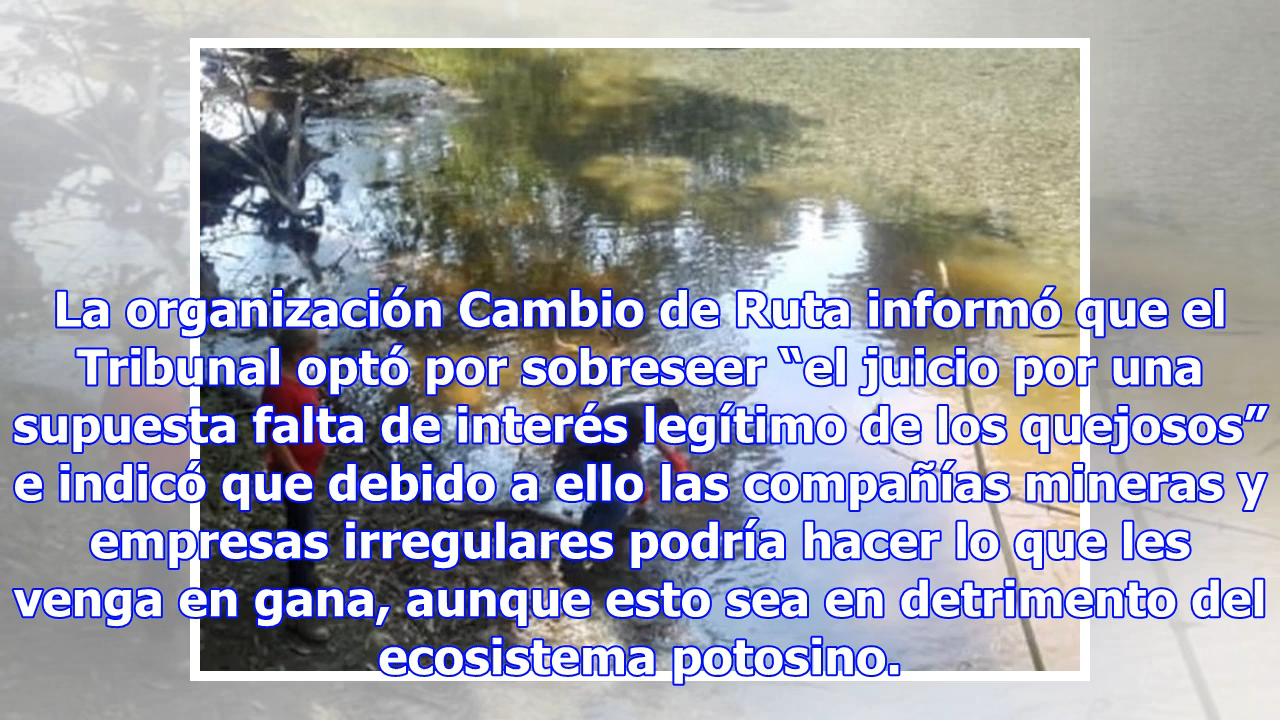 La organización Cambio de Ruta informó que el
Tribunal optó por sobreseer “el juicio por una
supuesta falta de interés legítimo de los quejosos”
e indicó que debido a ello las compañías mineras y
empresas irregulares podría hacer lo que les
venga en gana, aunque esto sea en detrimento del
ecosistema potosino.